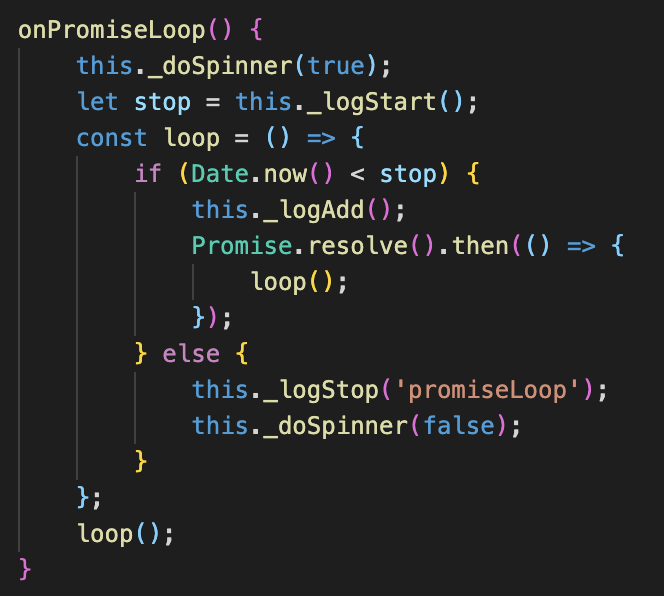 onPromiseLoop() {
    this._doSpinner(true);
    let stop = this._logStart();
    const loop = () => {
        if (Date.now() < stop) {
            this._logAdd();
            Promise.resolve().then(() => {
                loop();
            });
        } else {
            this._logStop('promiseLoop');
            this._doSpinner(false);
        }
    };
    loop();
}